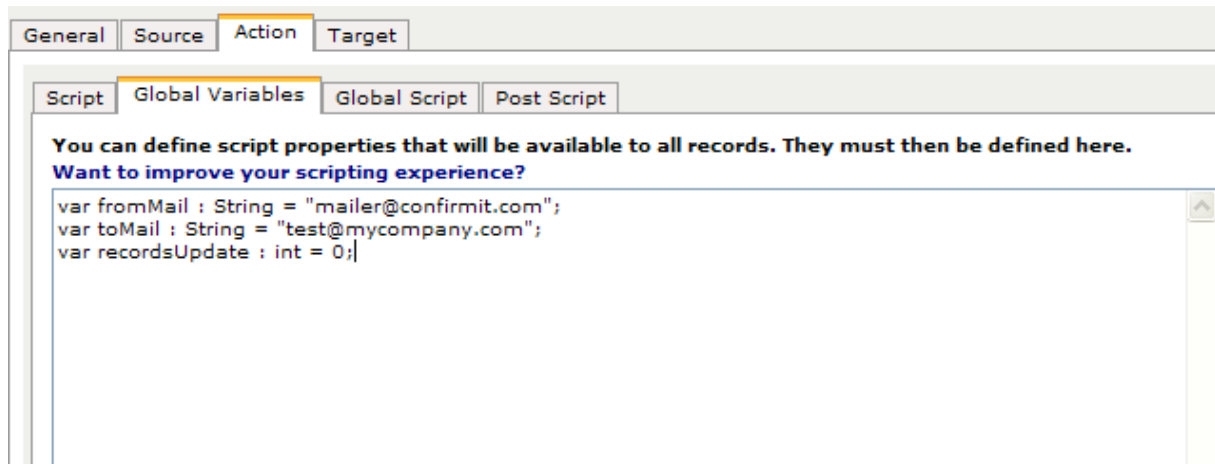 General Source Action Target
Script Global Variables Global Script Post Script
You can define script properties that will be available to all records. They must then be defined here.
Want to improve your scripting experience?
var fromMail : String = "mailer@confirmit.com";
var toMail : String = "test@mycompany.com";
var recordsUpdate : int = 0;